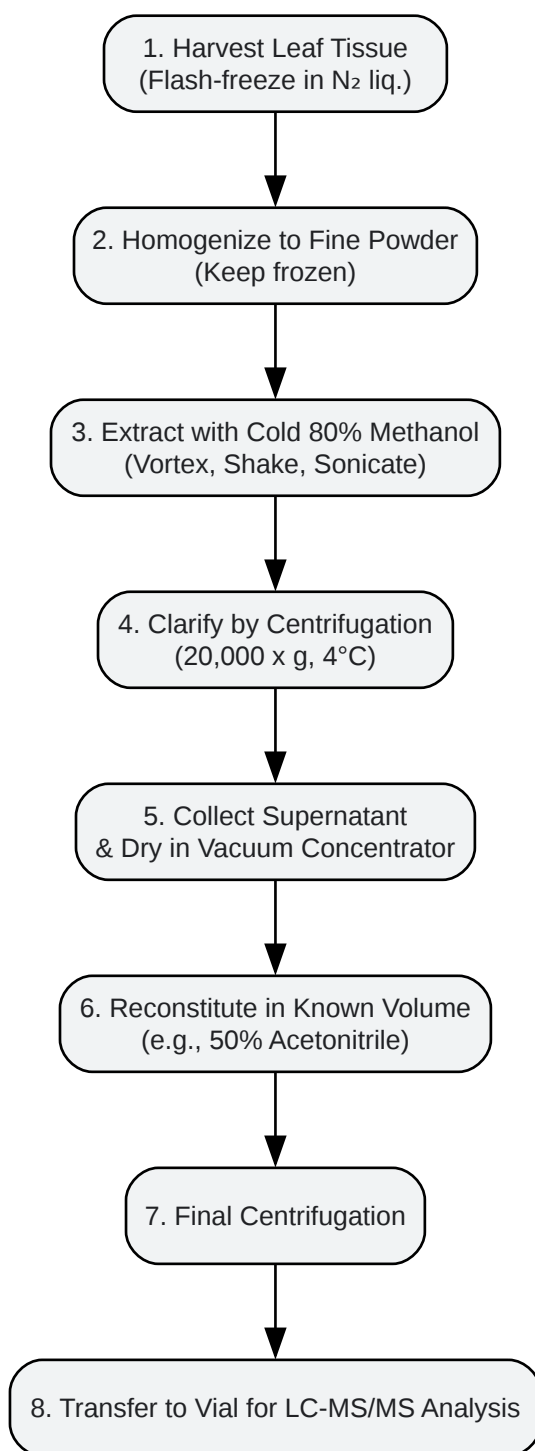 1. Harvest Leaf Tissue
(Flash-freeze in N₂ liq.)
2. Homogenize to Fine Powder
(Keep frozen)
3. Extract with Cold 80% Methanol
(Vortex, Shake, Sonicate)
4. Clarify by Centrifugation
(20,000 x g, 4°C)
5. Collect Supernatant
& Dry in Vacuum Concentrator
6. Reconstitute in Known Volume
(e.g., 50% Acetonitrile)
7. Final Centrifugation
8. Transfer to Vial for LC-MS/MS Analysis